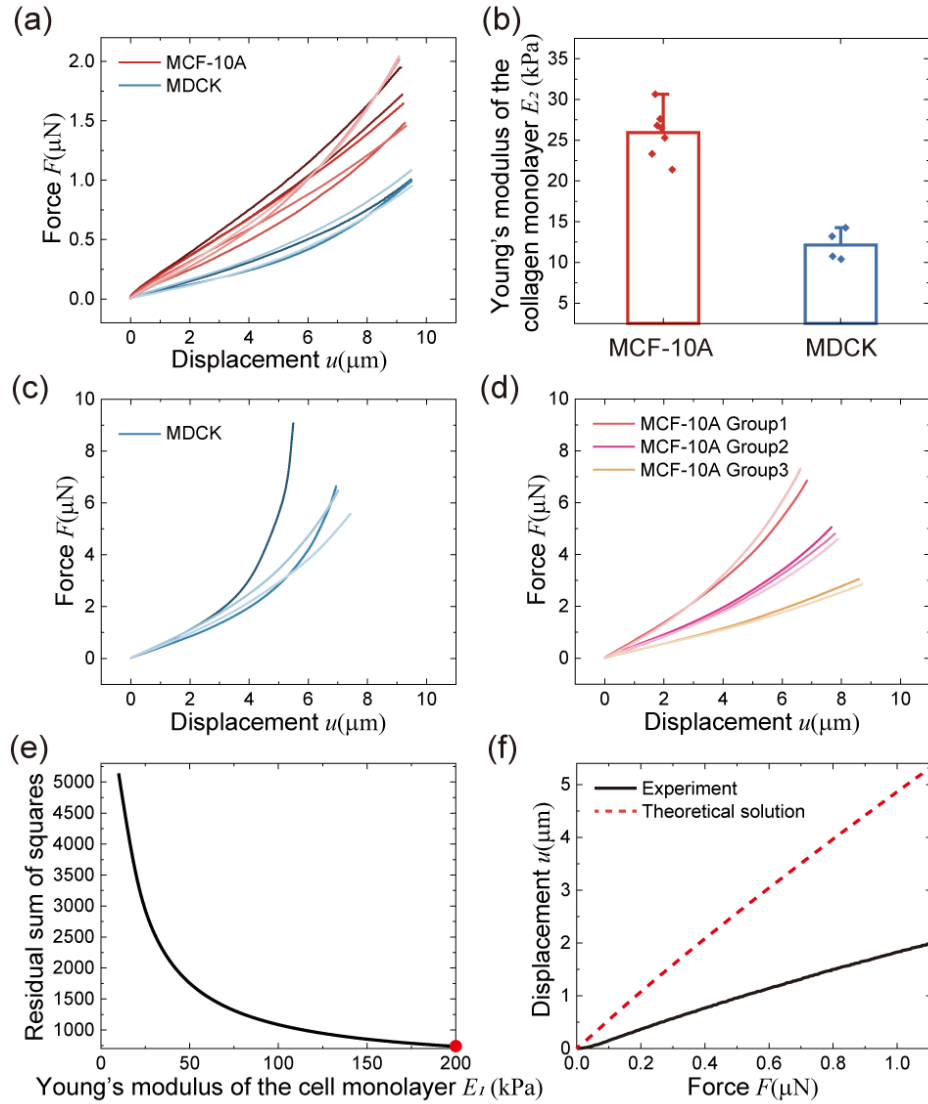 (a)
MCF-10A
MDCK
Force F(μN)
2.0
1.5
1.0
0.5
0.0
0 2 4 6 8 10
Displacement u(μm)
(b)
Young's modulus of the
collagen monolayer E₂ (kPa)
35
30
25
20
15
10
5
MCF-10A MDCK
(c)
MDCK
Force F(μN)
10
8
6
4
2
0
0 2 4 6 8 10
Displacement u(μm)
(d)
MCF-10A Group1
MCF-10A Group2
MCF-10A Group3
Force F(μN)
10
8
6
4
2
0
0 2 4 6 8 10
Displacement u(μm)
(e)
Residual sum of squares
5000
4500
4000
3500
3000
2500
2000
1500
1000
0 50 100 150 200
Young's modulus of the cell monolayer E₁ (kPa)
(f)
Experiment
Theoretical solution
Displacement u(μm)
5
4
3
2
1
0
0.0 0.2 0.4 0.6 0.8 1.0
Force F(μN)